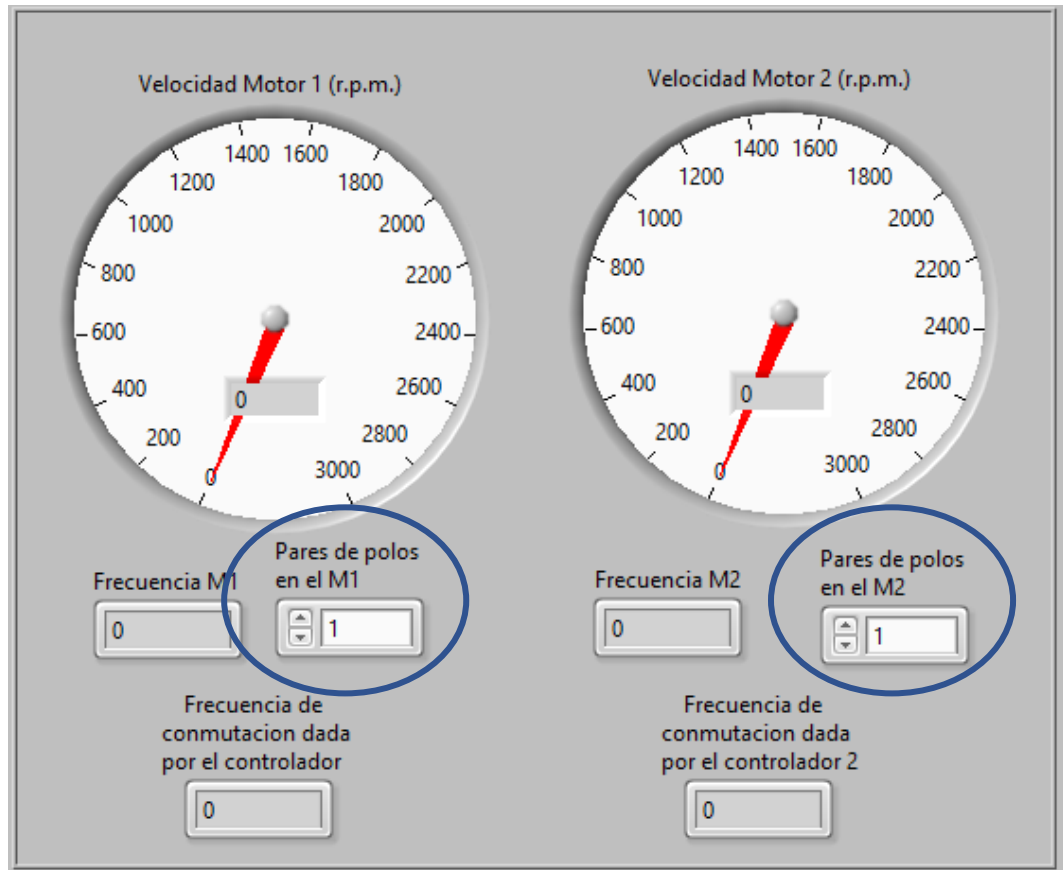 Velocidad Motor 1 (r.p.m.)
0
200
400
600
800
1000
1200
1400
1600
1800
2000
2200
2400
2600
2800
3000
0
Frecuencia M1
0
Pares de polos
en el M1
1
Frecuencia de
conmutacion dada
por el controlador
0
Velocidad Motor 2 (r.p.m.)
0
200
400
600
800
1000
1200
1400
1600
1800
2000
2200
2400
2600
2800
3000
0
Frecuencia M2
0
Pares de polos
en el M2
1
Frecuencia de
conmutacion dada
por el controlador 2
0